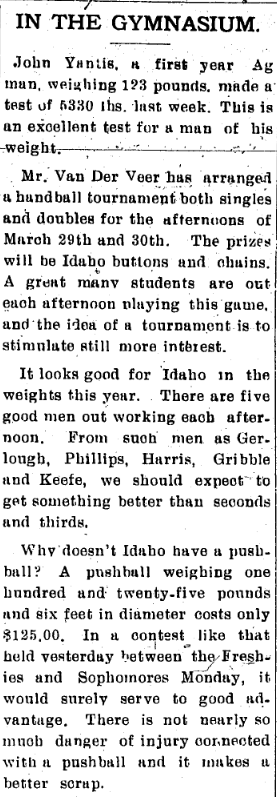 IN THE GYMNASIUM.
John Yantis, a first year Ag
man, weighing 123 pounds, made a
test of 5330 lbs. last week. This is
an excellent test for a man of his
weight.
Mr. Van Der Veer has arranged
a handball tournament both singles
and doubles for the afternoons of
March 29th and 30th. The prizes
will be Idaho buttons and chains.
A great many students are out
each afternoon playing this game,
and the idea of a tournament is to
stimulate still more interest.
It looks good for Idaho in the
weights this year. There are five
good men out working each after-
noon. From such men as Ger-
lough, Phillips, Harris, Gribble
and Keefe, we should expect to
get something better than seconds
and thirds.
Why doesn't Idaho have a push-
ball? A pushball weighing one
hundred and twenty-five pounds
and six feet in diameter costs only
$125.00. In a contest like that
held yesterday between the Fresh-
ies and Sophomores Monday, it
would surely serve to good ad-
vantage. There is not nearly so
much danger of injury connected
with a pushball and it makes a
better scrap.